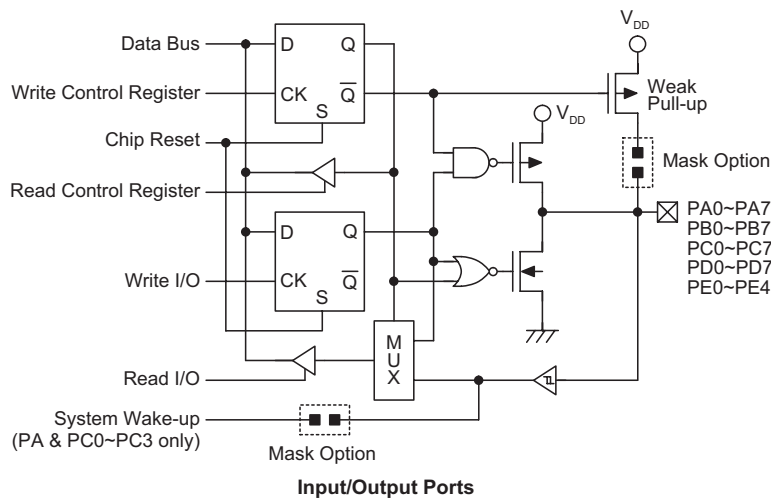 V_DD
Data Bus
D Q
Write Control Register
CK Q̅
S
Weak
Pull-up
V_DD
Chip Reset
Mask Option
Read Control Register
PA0~PA7
PB0~PB7
PC0~PC7
PD0~PD7
PE0~PE4
D Q
Write I/O
CK Q̅
S
M
U
X
Read I/O
System Wake-up
(PA & PC0~PC3 only)
Mask Option
Input/Output Ports